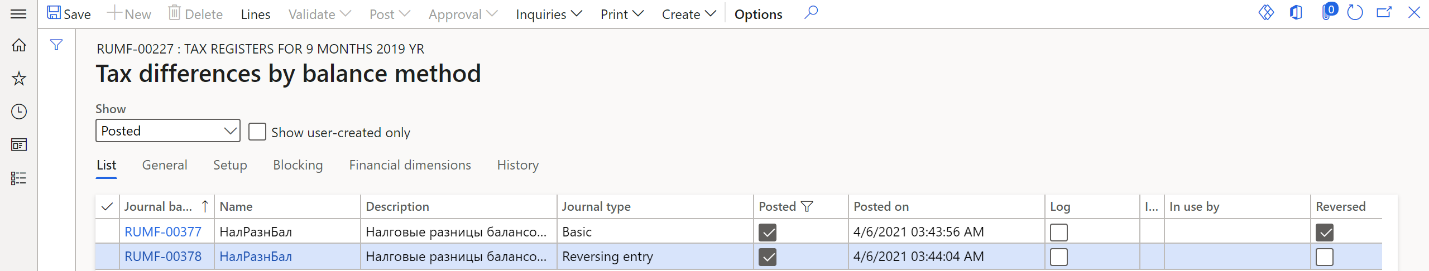 Save New Delete Lines Validate Post Approval Inquiries Print Create Options 0
RUMF-00227 : TAX REGISTERS FOR 9 MONTHS 2019 YR
Tax differences by balance method
Show
Posted Show user-created only
List General Setup Blocking Financial dimensions History
Journal ba... Name Description Journal type Posted Posted on Log I... In use by Reversed
RUMF-00377 НалРазнБал Налговые разницы балансо... Basic 4/6/2021 03:43:56 AM
RUMF-00378 НалРазнБал Налговые разницы балансо... Reversing entry 4/6/2021 03:44:04 AM